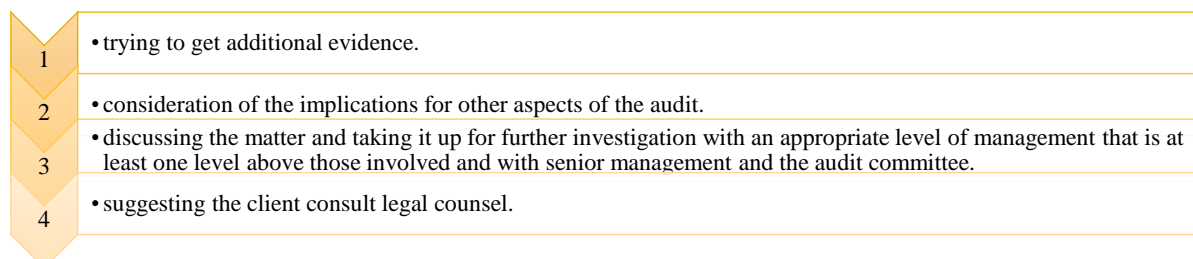 1
• trying to get additional evidence.
2
• consideration of the implications for other aspects of the audit.
3
• discussing the matter and taking it up for further investigation with an appropriate level of management that is at
least one level above those involved and with senior management and the audit committee.
4
• suggesting the client consult legal counsel.